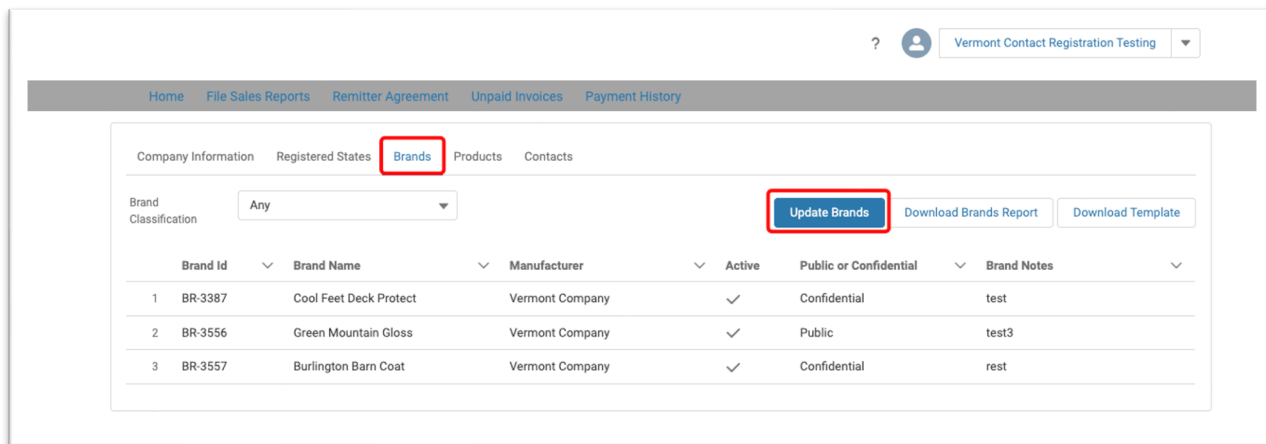 ? Vermont Contact Registration Testing
Home File Sales Reports Remitter Agreement Unpaid Invoices Payment History
Company Information Registered States Brands Products Contacts
Brand Classification Any Update Brands Download Brands Report Download Template
Brand Id Brand Name Manufacturer Active Public or Confidential Brand Notes
1 BR-3387 Cool Feet Deck Protect Vermont Company Confidential test
2 BR-3556 Green Mountain Gloss Vermont Company Public test3
3 BR-3557 Burlington Barn Coat Vermont Company Confidential rest